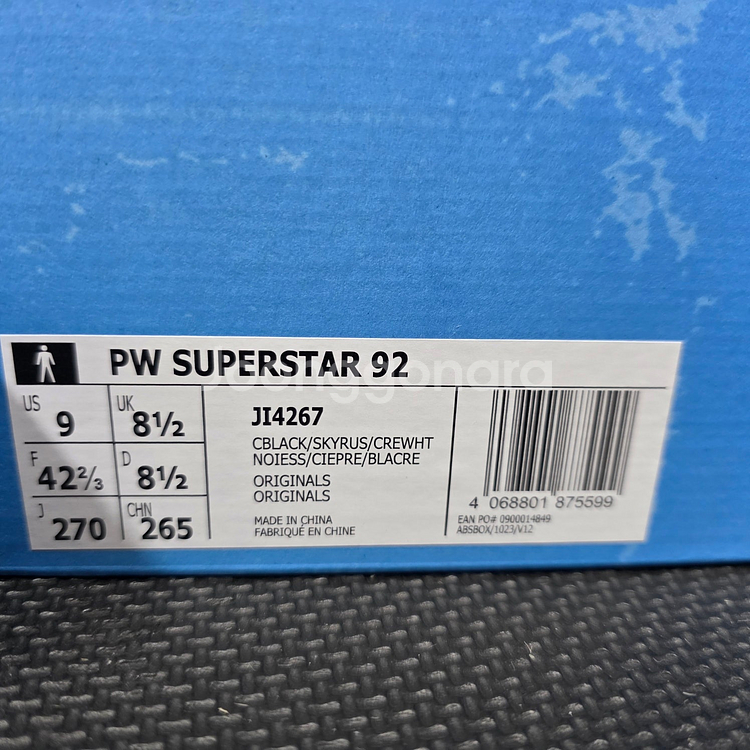 PW SUPERSTAR 92
Joonggonara
US 9
UK 8½
F 42⅔
D 8½
J 270
CHN 265
JI4267
CBLACK/SKYRUS/CREWHT
NOIESS/CIEPRE/BLACRE
ORIGINALS
ORIGINALS
MADE IN CHINA
FABRIQUÉ EN CHINE
4 068801 875599
EAN PO# 0900014849
ABSBOX/1023/V12